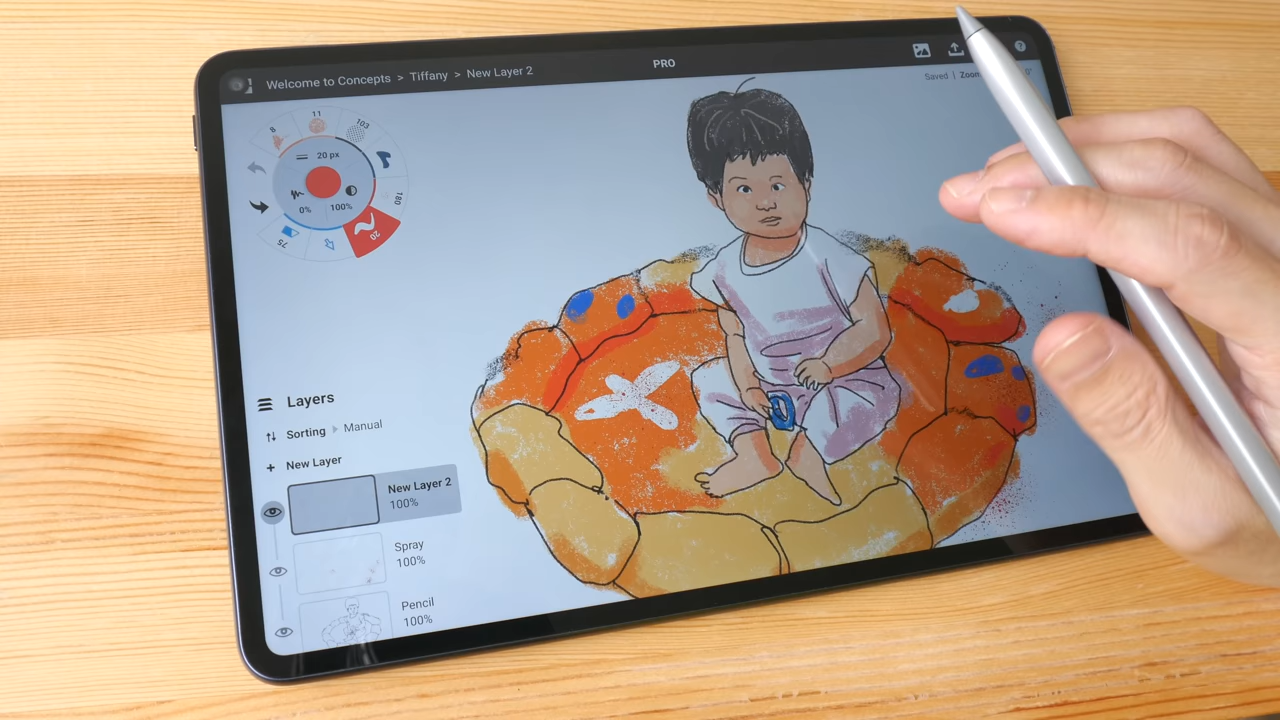 PRO
Welcome to Concepts > Tiffany > New Layer 2
Saved | Zoom
11
8
103
20 px
180
0%
100%
20
75
Layers
Sorting Manual
+ New Layer
New Layer 2
100%
Spray
100%
Pencil
100%